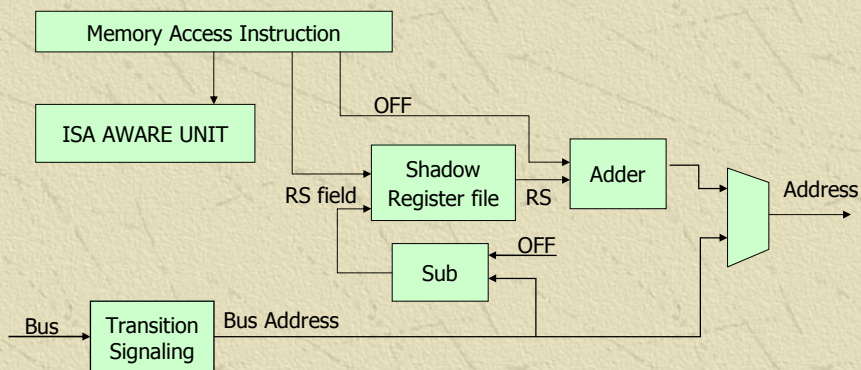 Memory Access Instruction
OFF
ISA AWARE UNIT
Shadow
Register file
Adder
RS field
RS
Address
OFF
Sub
Bus
Transition
Signaling
Bus Address